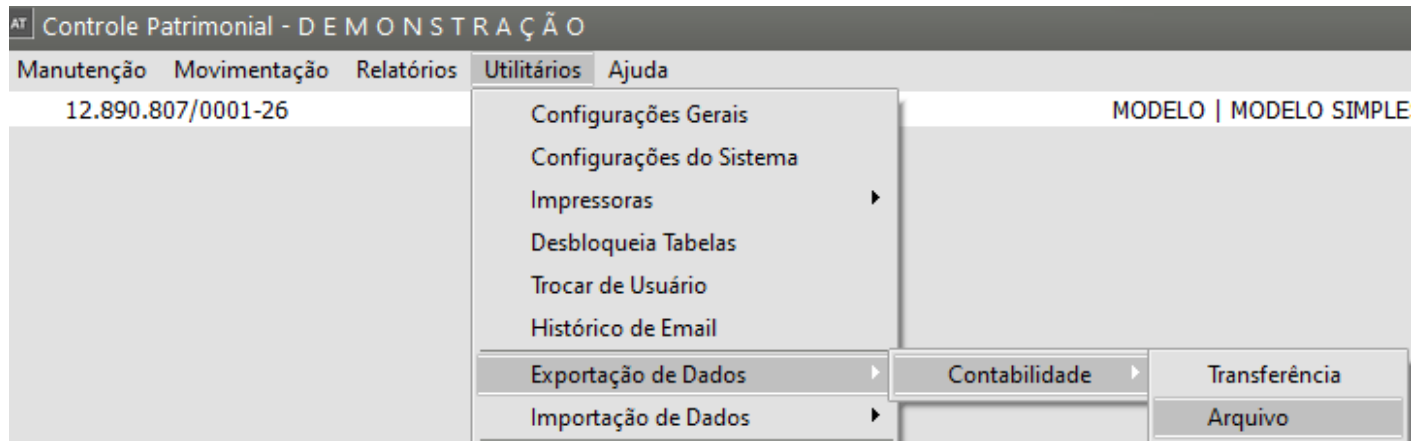 AT Controle Patrimonial - D E M O N S T R A Ç Ã O
Manutenção Movimentação Relatórios Utilitários Ajuda
12.890.807/0001-26 MODELO | MODELO SIMPLE
Configurações Gerais
Configurações do Sistema
Impressoras
Desbloqueia Tabelas
Trocar de Usuário
Histórico de Email
Exportação de Dados Contabilidade Transferência
Importação de Dados Arquivo